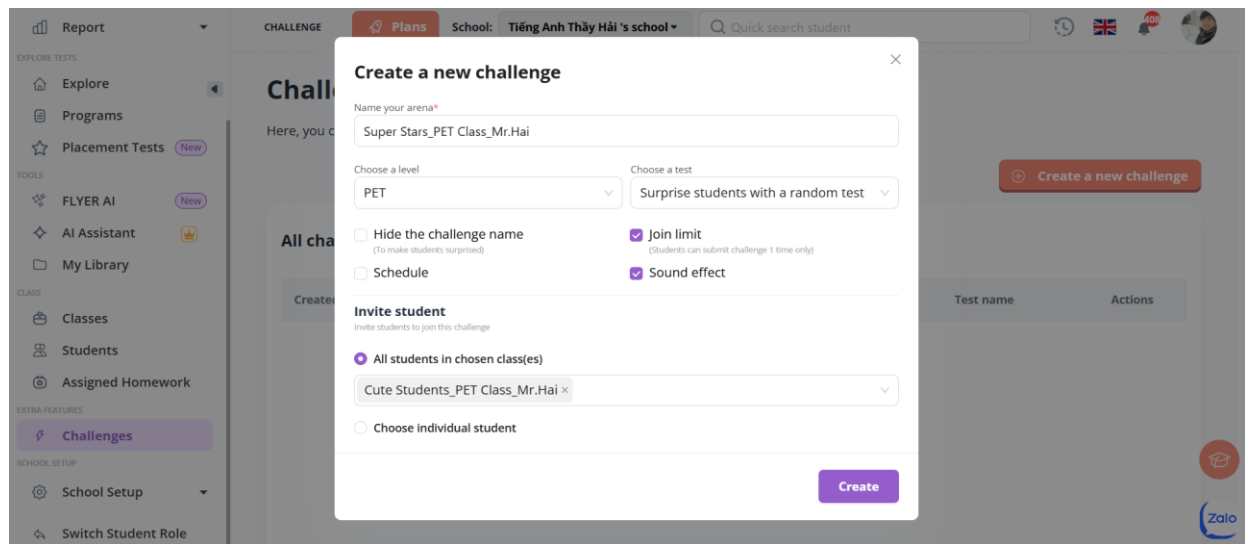 Report
CHALLENGE
Plans
School: Tiếng Anh Thầy Hải 's school
Quick search student
408
EXPLORE TESTS
Explore
Programs
Placement Tests New
TOOLS
FLYER AI New
AI Assistant
My Library
CLASS
Classes
Students
Assigned Homework
EXTRA FEATURES
Challenges
SCHOOL SETUP
School Setup
Switch Student Role
Chall
Here, you c
Create a new challenge
All cha
Create
Test name
Actions
Create a new challenge
Name your arena*
Super Stars_PET Class_Mr.Hai
Choose a level
Choose a test
PET
Surprise students with a random test
Hide the challenge name
(To make students surprised)
Join limit
(Students can submit challenge 1 time only)
Schedule
Sound effect
Invite student
Invite students to join this challenge
All students in chosen class(es)
Cute Students_PET Class_Mr.Hai ×
Choose individual student
Create
Zalo